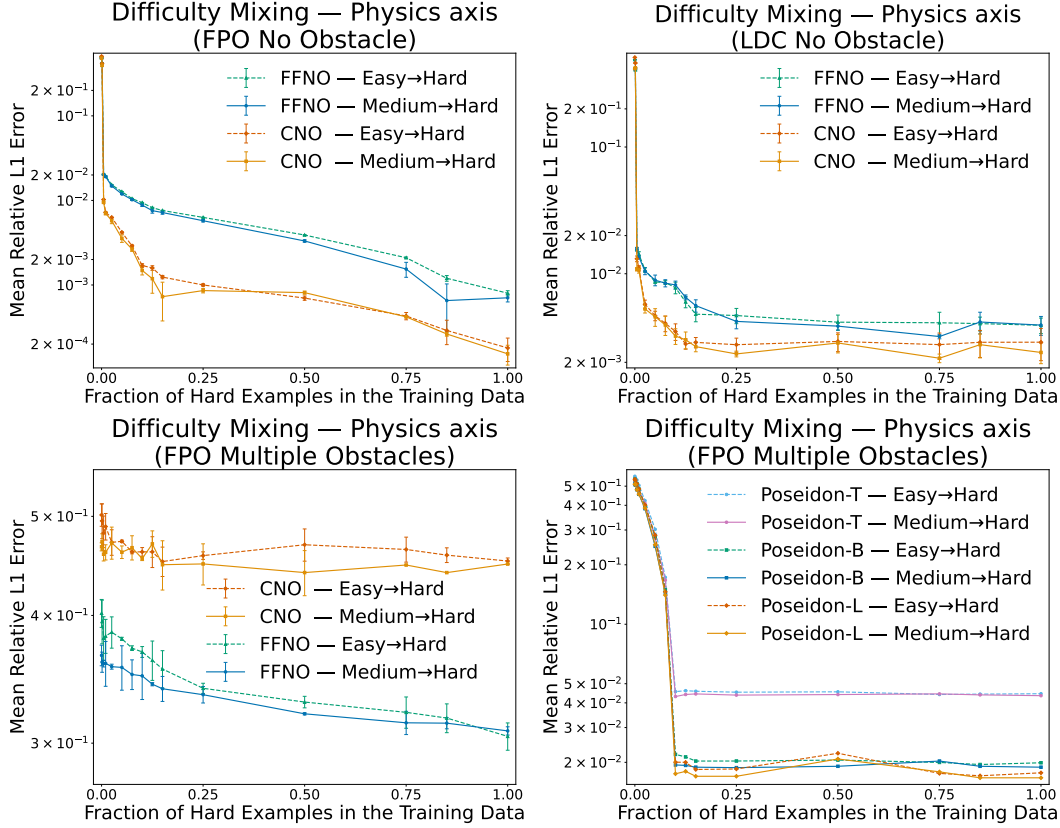 Difficulty Mixing — Physics axis
(FPO No Obstacle)
Mean Relative L1 Error
2 × 10⁻¹
10⁻¹
2 × 10⁻²
10⁻²
2 × 10⁻³
10⁻³
2 × 10⁻⁴
FFNO — Easy→Hard
FFNO — Medium→Hard
CNO — Easy→Hard
CNO — Medium→Hard
0.00 0.25 0.50 0.75 1.00
Fraction of Hard Examples in the Training Data
Difficulty Mixing — Physics axis
(LDC No Obstacle)
Mean Relative L1 Error
2 × 10⁻¹
10⁻¹
2 × 10⁻²
10⁻²
2 × 10⁻³
FFNO — Easy→Hard
FFNO — Medium→Hard
CNO — Easy→Hard
CNO — Medium→Hard
0.00 0.25 0.50 0.75 1.00
Fraction of Hard Examples in the Training Data
Difficulty Mixing — Physics axis
(FPO Multiple Obstacles)
Mean Relative L1 Error
5 × 10⁻¹
4 × 10⁻¹
3 × 10⁻¹
CNO — Easy→Hard
CNO — Medium→Hard
FFNO — Easy→Hard
FFNO — Medium→Hard
0.00 0.25 0.50 0.75 1.00
Fraction of Hard Examples in the Training Data
Difficulty Mixing — Physics axis
(FPO Multiple Obstacles)
Mean Relative L1 Error
5 × 10⁻¹
4 × 10⁻¹
3 × 10⁻¹
2 × 10⁻¹
10⁻¹
5 × 10⁻²
4 × 10⁻²
2 × 10⁻²
Poseidon-T — Easy→Hard
Poseidon-T — Medium→Hard
Poseidon-B — Easy→Hard
Poseidon-B — Medium→Hard
Poseidon-L — Easy→Hard
Poseidon-L — Medium→Hard
0.00 0.25 0.50 0.75 1.00
Fraction of Hard Examples in the Training Data